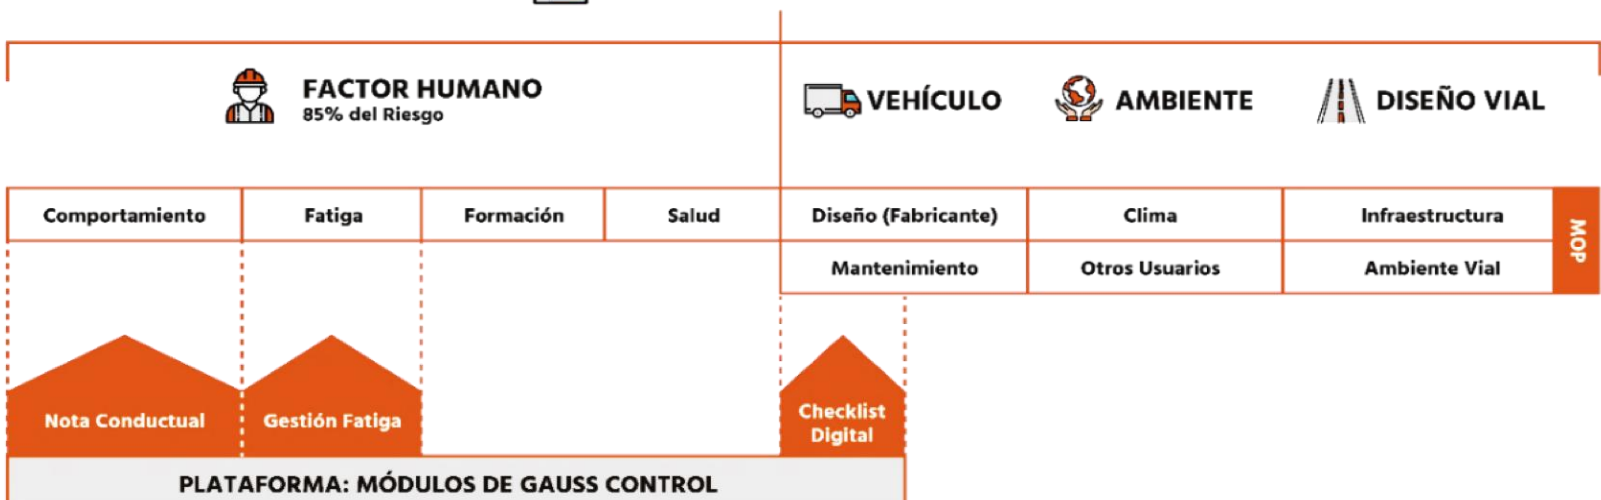 FACTOR HUMANO
85% del Riesgo
VEHÍCULO
AMBIENTE
DISEÑO VIAL
Comportamiento
Fatiga
Formación
Salud
Diseño (Fabricante)
Clima
Infraestructura
Mantenimiento
Otros Usuarios
Ambiente Vial
MOP
Nota Conductual
Gestión Fatiga
Checklist
Digital
PLATAFORMA: MÓDULOS DE GAUSS CONTROL